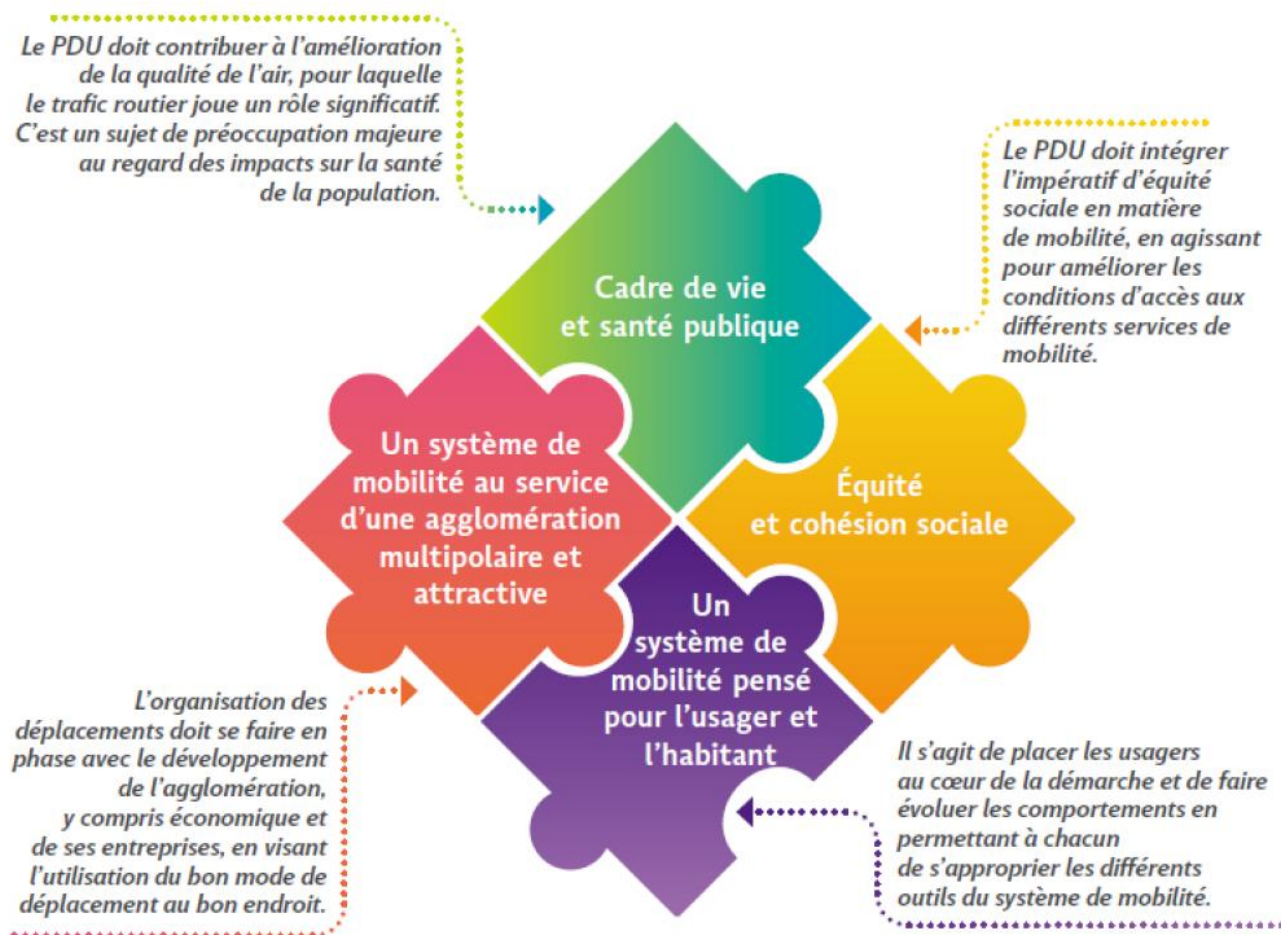 Le PDU doit contribuer à l’amélioration
de la qualité de l’air, pour laquelle
le trafic routier joue un rôle significatif.
C’est un sujet de préoccupation majeure
au regard des impacts sur la santé
de la population.
Le PDU doit intégrer
l’impératif d’équité
sociale en matière
de mobilité, en agissant
pour améliorer les
conditions d’accès aux
différents services de
mobilité.
Cadre de vie
et santé publique
Un système de
mobilité au service
d’une agglomération
multipolaire et
attractive
Équité
et cohésion sociale
Un
système de
mobilité pensé
pour l’usager et
l’habitant
L’organisation des
déplacements doit se faire en
phase avec le développement
de l’agglomération,
y compris économique et
de ses entreprises, en visant
l’utilisation du bon mode de
déplacement au bon endroit.
Il s’agit de placer les usagers
au cœur de la démarche et de faire
évoluer les comportements en
permettant à chacun
de s’approprier les différents
outils du système de mobilité.